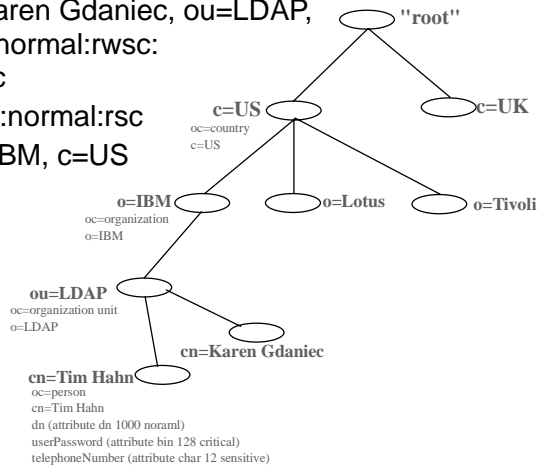 aren Gdaniec, ou=LDAP,
normal:rwsc:
c
:normal:rsc
BM, c=US
"root"
c=US
oc=country
c=US
c=UK
o=IBM
oc=organization
o=IBM
o=Lotus
o=Tivoli
ou=LDAP
oc=organization unit
o=LDAP
cn=Karen Gdaniec
cn=Tim Hahn
oc=person
cn=Tim Hahn
dn (attribute dn 1000 noraml)
userPassword (attribute bin 128 critical)
telephoneNumber (attribute char 12 sensitive)